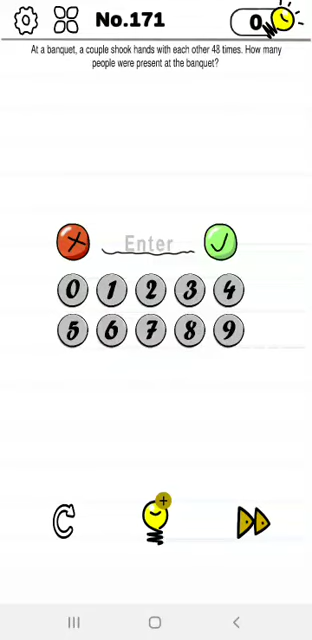 No.171
0
At a banquet, a couple shook hands with each other 48 times. How many
people were present at the banquet?
Enter
0 1 2 3 4
5 6 7 8 9